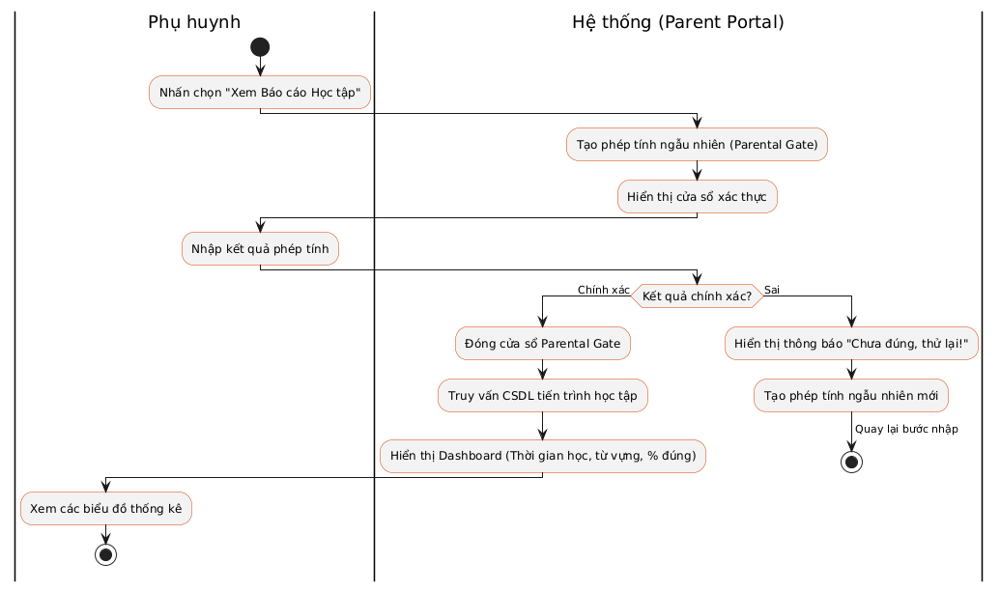 Phụ huynh
Hệ thống (Parent Portal)
Nhấn chọn "Xem Báo cáo Học tập"
Tạo phép tính ngẫu nhiên (Parental Gate)
Hiển thị cửa sổ xác thực
Nhập kết quả phép tính
Kết quả chính xác?
Chính xác
Sai
Đóng cửa sổ Parental Gate
Hiển thị thông báo "Chưa đúng, thử lại!"
Truy vấn CSDL tiến trình học tập
Tạo phép tính ngẫu nhiên mới
Quay lại bước nhập
Hiển thị Dashboard (Thời gian học, từ vựng, % đúng)
Xem các biểu đồ thống kê